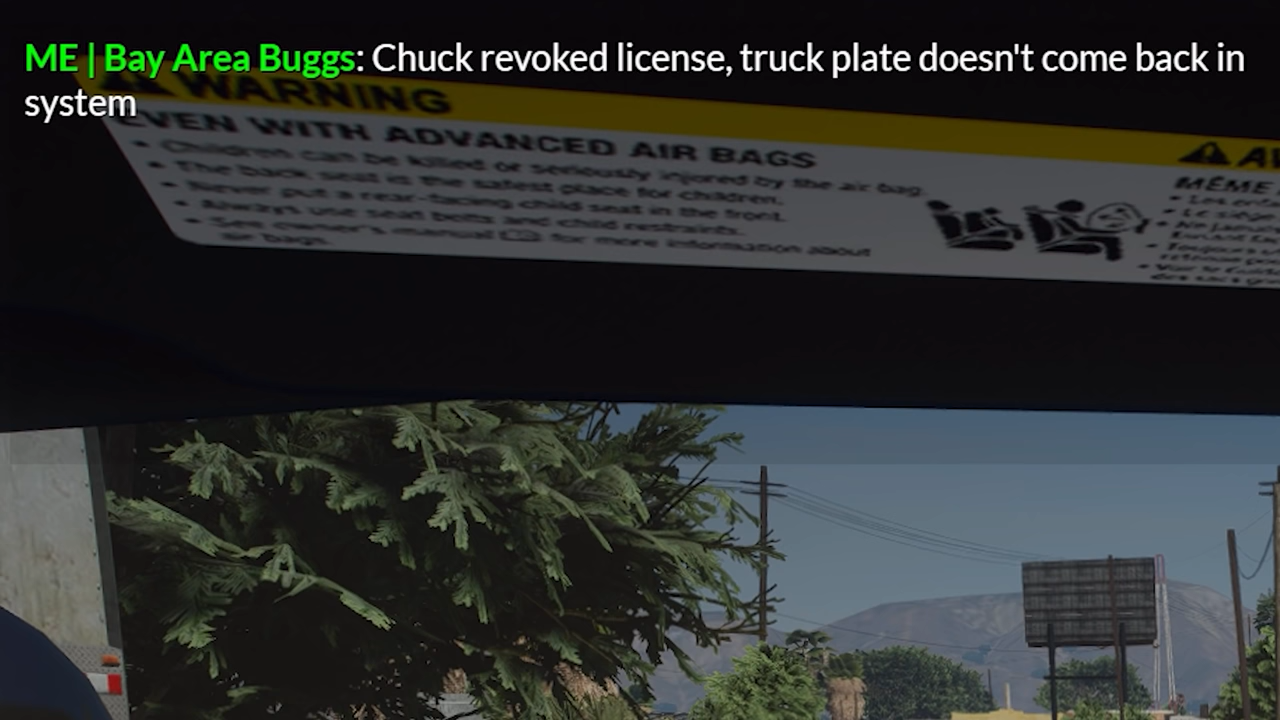 ME | Bay Area Buggs: Chuck revoked license, truck plate doesn't come back in
system
WARNING
EVEN WITH ADVANCED AIR BAGS
• Children can be killed or seriously injured by the air bag.
• The back seat is the safest place for children.
• Never put a rear-facing child seat in the front.
• Always use seat belts and child restraints.
• See owner's manual for more information about
air bags.
MÊME